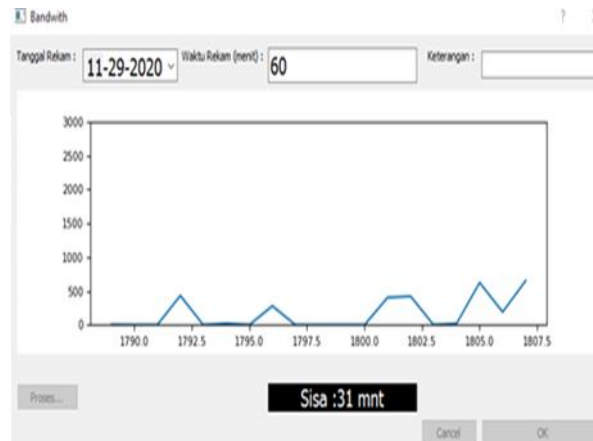 Bandwith ?
Tanggal Rekam : 11-29-2020 Waktu Rekam (menit) : 60 Keterangan :
3000
2500
2000
1500
1000
500
0
1790.0 1792.5 1795.0 1797.5 1800.0 1802.5 1805.0 1807.5
Proses... Sisa :31 mnt
Cancel OK